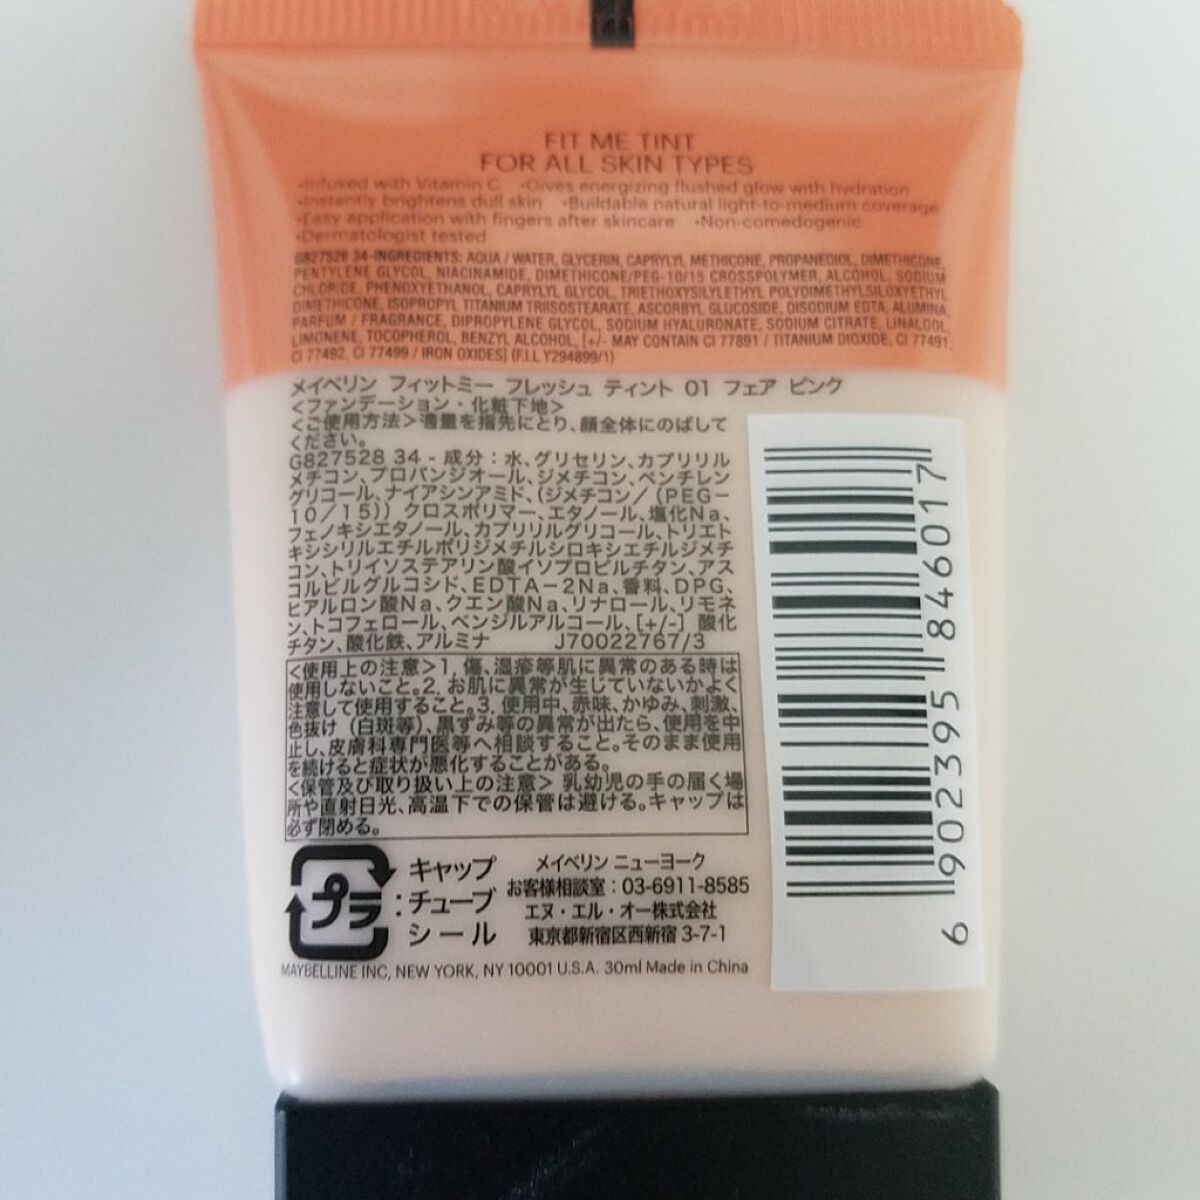 FIT ME TINT
FOR ALL SKIN TYPES
•Infused with Vitamin C •Gives energizing flushed glow with hydration
•Instantly brightens dull skin •Buildable natural light-to-medium coverage
•Easy application with fingers after skincare •Non-comedogenic
•Dermatologist tested
G827528 34-INGREDIENTS: AQUA / WATER, GLYCERIN, CAPRYLYL METHICONE, PROPANEDIOL, DIMETHICONE,
PENTYLENE GLYCOL, NIACINAMIDE, DIMETHICONE/PEG-10/15 CROSSPOLYMER, ALCOHOL, SODIUM
CHLORIDE, PHENOXYETHANOL, CAPRYLYL GLYCOL, TRIETHOXYSILYLETHYL POLYDIMETHYLSILOXYETHYL
DIMETHICONE, ISOPROPYL TITANIUM TRIISOSTEARATE, ASCORBYL GLUCOSIDE, DISODIUM EDTA, ALUMINA,
PARFUM / FRAGRANCE, DIPROPYLENE GLYCOL, SODIUM HYALURONATE, SODIUM CITRATE, LINALOOL,
LIMONENE, TOCOPHEROL, BENZYL ALCOHOL, [+/- MAY CONTAIN CI 77891 / TITANIUM DIOXIDE, CI 77491,
CI 77492, CI 77499 / IRON OXIDES] (F.I.L Y294899/1)
メイベリン フィットミー フレッシュ ティント 01 フェア ピンク
<ファンデーション・化粧下地>
<ご使用方法>適量を指先にとり、顔全体にのばして
ください。
G827528 34 - 成分：水、グリセリン、カプリリル
メチコン、プロパンジオール、ジメチコン、ペンチレン
グリコール、ナイアシンアミド、（ジメチコン／（PEG－
10／15））クロスポリマー、エタノール、塩化Na、
フェノキシエタノール、カプリリルグリコール、トリエト
キシシリルエチルポリジメチルシロキシエチルジメチ
コン、トリイソステアリン酸イソプロピルチタン、アス
コルビルグルコシド、EDTA－2Na、香料、DPG、
ヒアルロン酸Na、クエン酸Na、リナロール、リモネ
ン、トコフェロール、ベンジルアルコール、[+/-] 酸化
チタン、酸化鉄、アルミナ J70022767/3
<使用上の注意>1. 傷、湿疹等肌に異常のある時は
使用しないこと。2. お肌に異常が生じていないかよく
注意して使用すること。3. 使用中、赤味、かゆみ、刺激、
色抜け（白斑等）、黒ずみ等の異常が出たら、使用を中
止し、皮膚科専門医等へ相談すること。そのまま使用
を続けると症状が悪化することがある。
<保管及び取り扱い上の注意> 乳幼児の手の届く場
所や直射日光、高温下での保管は避ける。キャップは
必ず閉める。
プラ
キャップ
:チューブ
シール
メイベリン ニューヨーク
お客様相談室：03-6911-8585
エヌ・エル・オー株式会社
東京都新宿区西新宿 3-7-1
MAYBELLINE INC, NEW YORK, NY 10001 U.S.A. 30ml Made in China
6 902395 846017